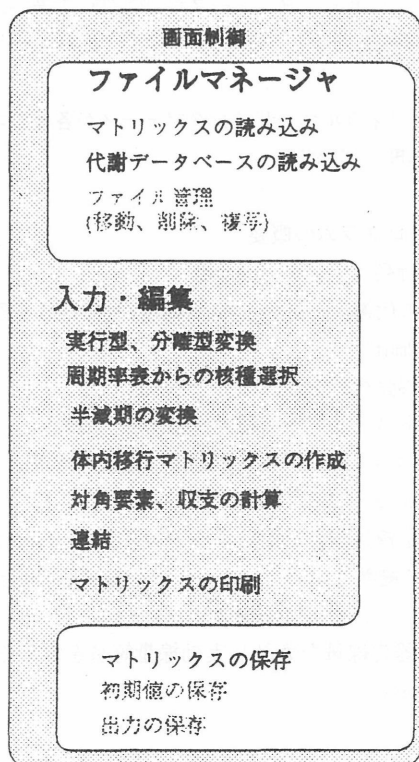 画面制御
ファイルマネージャ
マトリックスの読み込み
代謝データベースの読み込み
ファイル管理
(移動、削除、複写)
入力・編集
実行型、分離型変換
周期率表からの核種選択
半減期の変換
体内移行マトリックスの作成
対角要素、収支の計算
連結
マトリックスの印刷
マトリックスの保存
初期値の保存
出力の保存